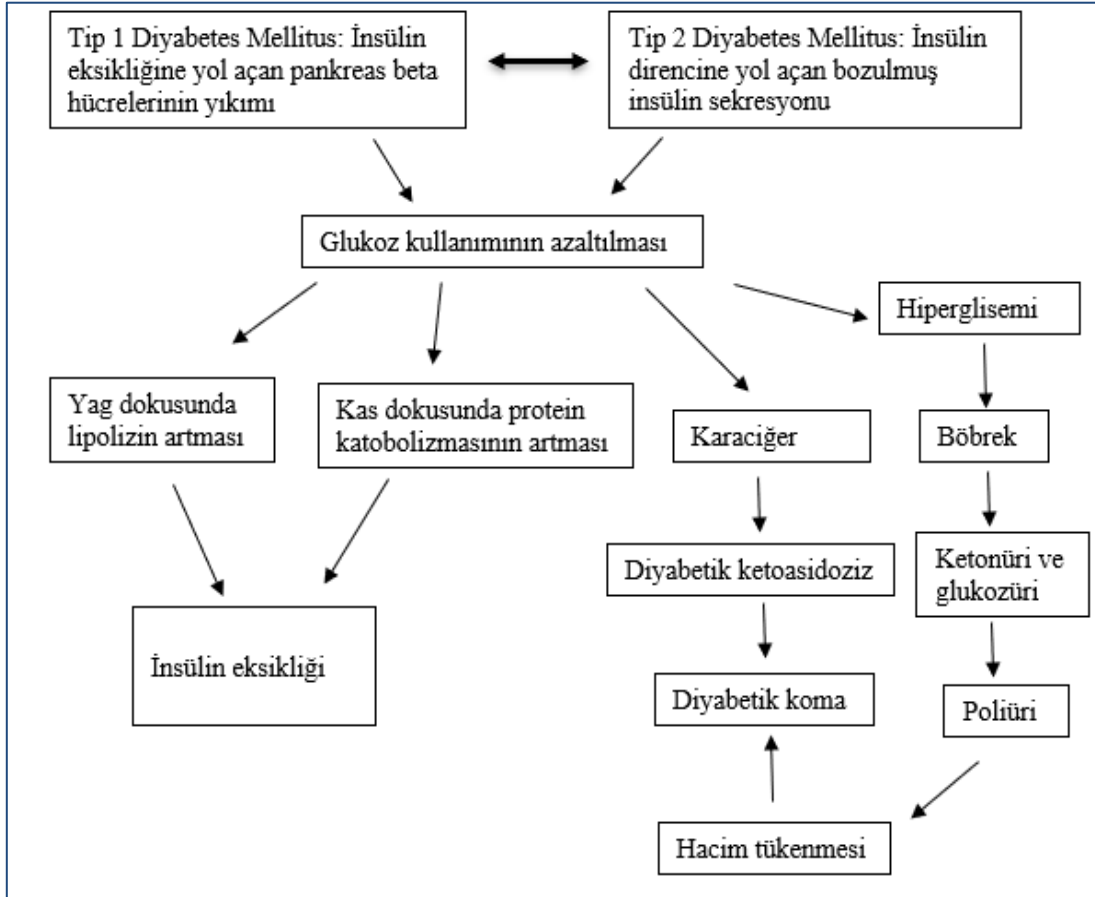 Tip 1 Diyabetes Mellitus: İnsülin
eksikliğine yol açan pankreas beta
hücrelerinin yıkımı
Tip 2 Diyabetes Mellitus: İnsülin
direncine yol açan bozulmuş
insülin sekresyonu
Glukoz kullanımının azaltılması
Hiperglisemi
Yag dokusunda
lipolizin artması
Kas dokusunda protein
katobolizmasının artması
Karaciğer
Böbrek
Diyabetik ketoasidoziz
Ketonüri ve
glukozüri
İnsülin eksikliği
Diyabetik koma
Poliüri
Hacim tükenmesi